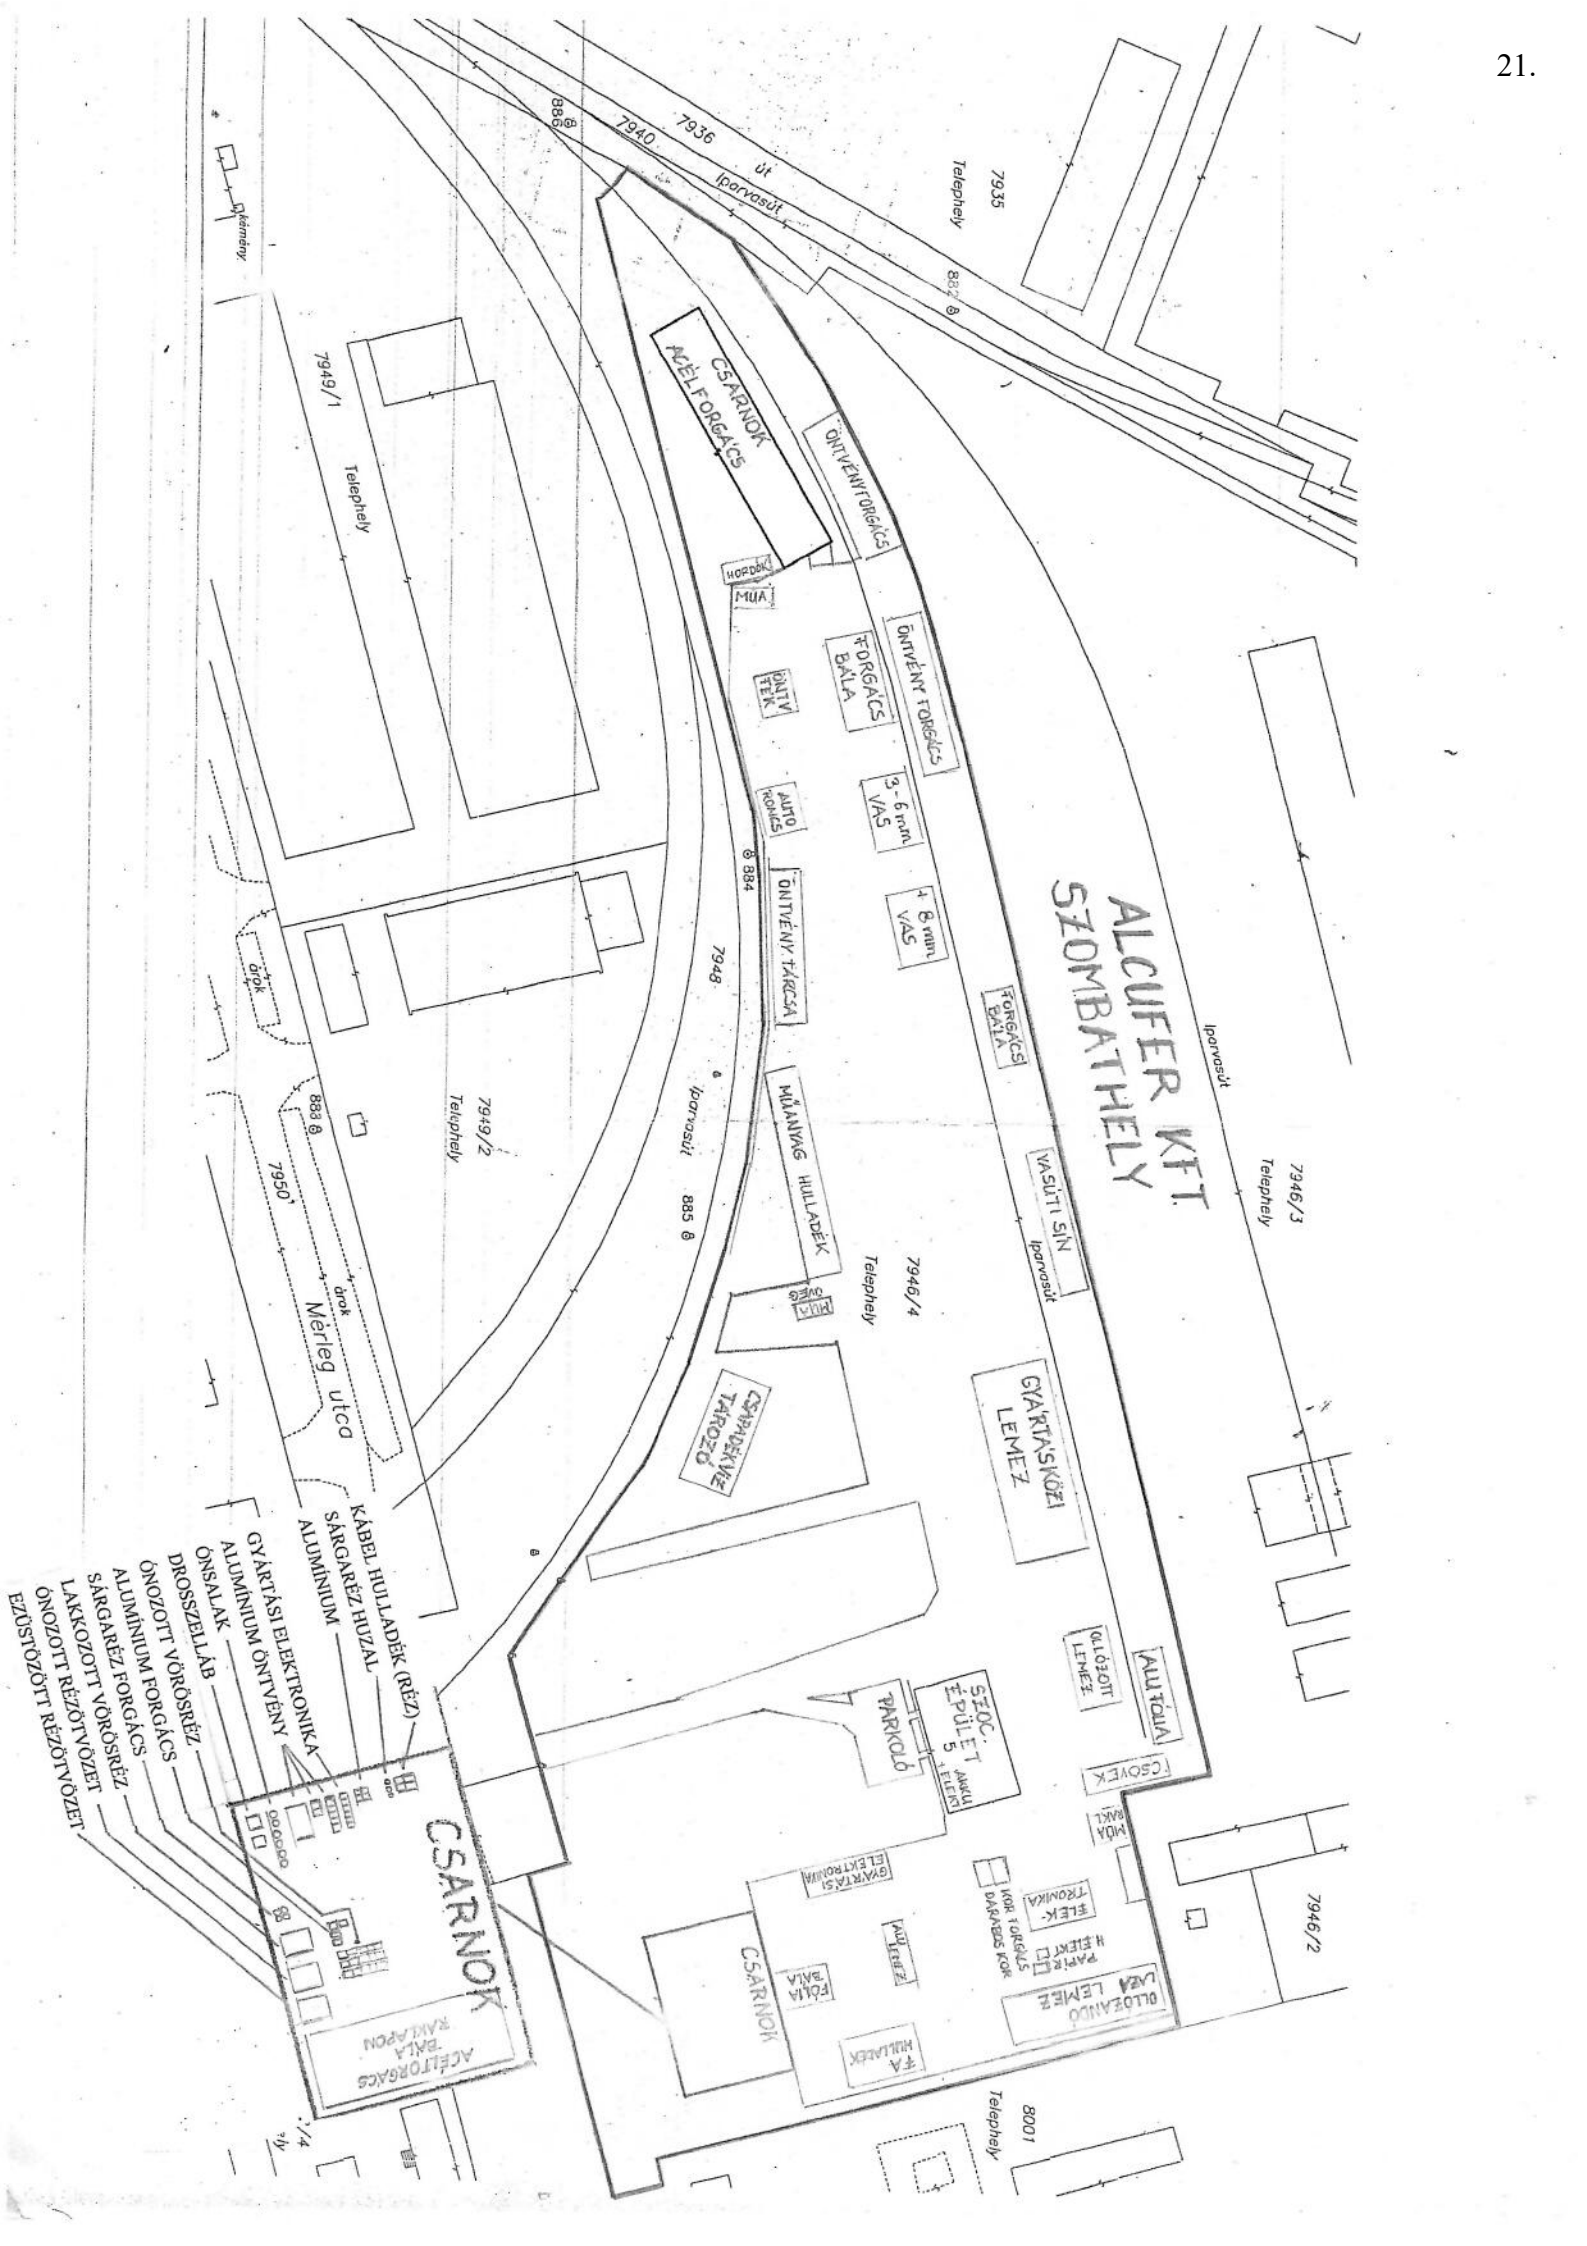 21.
7936
út
7940
Iparvasút
886
7935
Telephely
882
kémény
7949/1
Telephely
CSARNOK
ACÉLFORGÁCS
ÖNTVÉNYFORGÁCS
HORDÓK
MŰA
ÖNTVÉNY FORGÁCS
FORGÁCS
BÁLA
ÖNTV
TEK
3-6 mm
VAS
AUTO
RONCS
+ 8 mm
VAS
884
ÖNTVÉNY TÁRCSA
ALCUFER KFT.
SZOMBATHELY
FORGÁCS
BÁLA
7948
árok
Iparvasút
Iparvasút
7949/2
Telephely
883
7950
árok
Mérleg utca
885
MŰANYAG HULLADÉK
VASÚTI SÍN
Iparvasút
7946/3
Telephely
7946/4
Telephely
MŰA
ÜVEG
CSAPADÉKVÍZ
TÁROZÓ
GYÁRTÁSKÖZI
LEMEZ
OLLÓZOTT
LEMEZ
ALU FÓLIA
SZOC.
ÉPÜLET
5
AKKU
PARKOLÓ
CSÖVEK
MŰA
RAKL
GYÁRTÁSI
ELEKTRONIKA
ALU
LEMEZ
KOR FORGÁCS
DARABOS KOR
ELEK-
TRONIKA
H. ELEKT
PAPÍR
OLLÓZANDÓ
LAZA LEMEZ
7946/2
CSARNOK
FÓLIA
BÁLA
FA
HULLADÉK
8001
Telephely
KÁBEL HULLADÉK (RÉZ)
SÁRGARÉZ HUZAL
ALUMÍNIUM
GYÁRTÁSI ELEKTRONIKA
ALUMÍNIUM ÖNTVÉNY
ÓNSALAK
DROSSZELLÁB
ÓNOZOTT VÖRÖSRÉZ
ALUMÍNIUM FORGÁCS
SÁRGARÉZ FORGÁCS
LAKKOZOTT VÖRÖSRÉZ
ÓNOZOTT RÉZÖTVÖZET
EZÜSTÖZÖTT RÉZÖTVÖZET
CSARNOK
ACÉLFORGÁCS
BÁLA
RAKLAPON